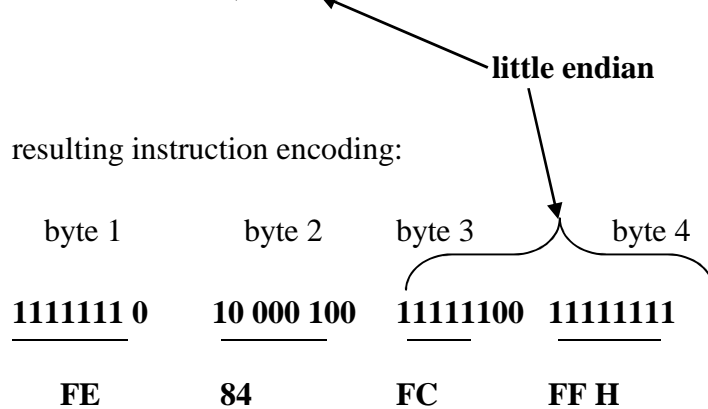 little endian
resulting instruction encoding:
byte 1 byte 2 byte 3 byte 4
1111111 0 10 000 100 11111100 11111111
FE 84 FC FF H